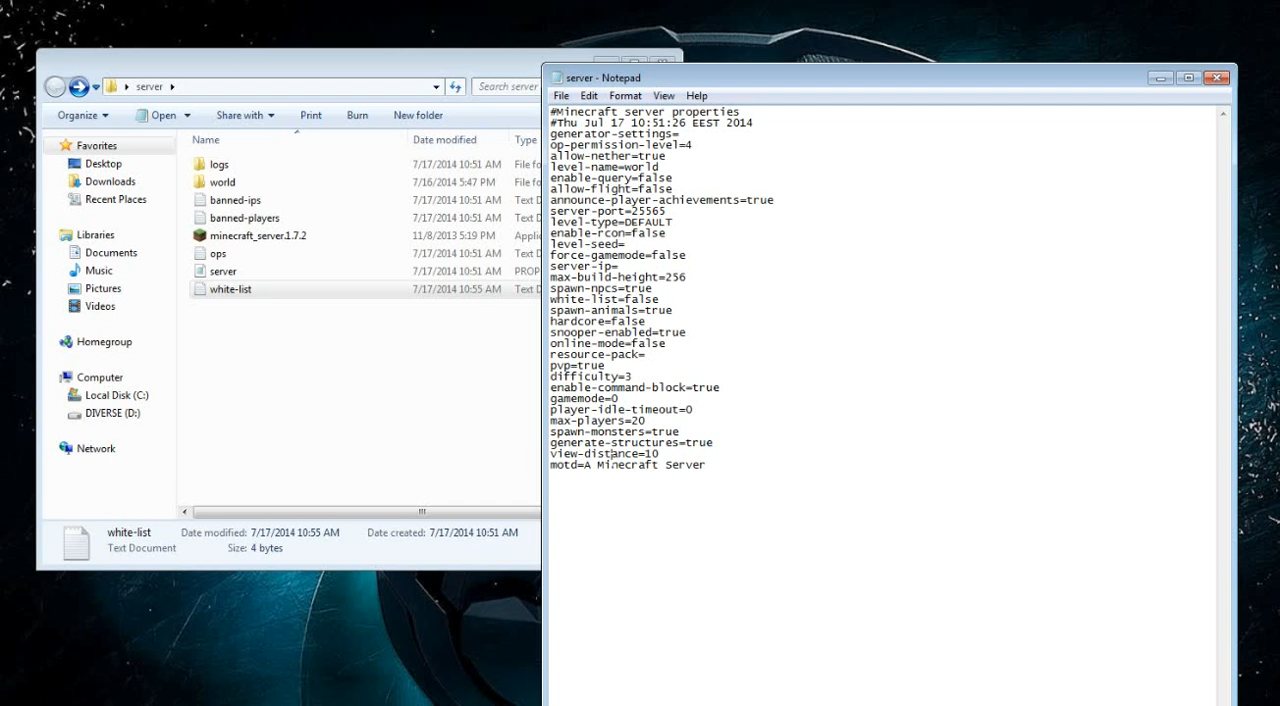 server
Search server
Organize
Open
Share with
Print
Burn
New folder
Favorites
Desktop
Downloads
Recent Places
Libraries
Documents
Music
Pictures
Videos
Homegroup
Computer
Local Disk (C:)
DIVERSE (D:)
Network
Name Date modified Type
logs 7/17/2014 10:51 AM File fo
world 7/16/2014 5:47 PM File fo
banned-ips 7/17/2014 10:51 AM Text D
banned-players 7/17/2014 10:51 AM Text D
minecraft_server.1.7.2 11/8/2013 5:19 PM Applic
ops 7/17/2014 10:51 AM Text D
server 7/17/2014 10:51 AM PROP
white-list 7/17/2014 10:55 AM Text D
white-list Date modified: 7/17/2014 10:55 AM Date created: 7/17/2014 10:51 AM
Text Document Size: 4 bytes
server - Notepad
File Edit Format View Help
#Minecraft server properties
#Thu Jul 17 10:51:26 EEST 2014
generator-settings=
op-permission-level=4
allow-nether=true
level-name=world
enable-query=false
allow-flight=false
announce-player-achievements=true
server-port=25565
level-type=DEFAULT
enable-rcon=false
level-seed=
force-gamemode=false
server-ip=
max-build-height=256
spawn-npcs=true
white-list=false
spawn-animals=true
hardcore=false
snooper-enabled=true
online-mode=false
resource-pack=
pvp=true
difficulty=3
enable-command-block=true
gamemode=0
player-idle-timeout=0
max-players=20
spawn-monsters=true
generate-structures=true
view-distance=10
motd=A Minecraft Server